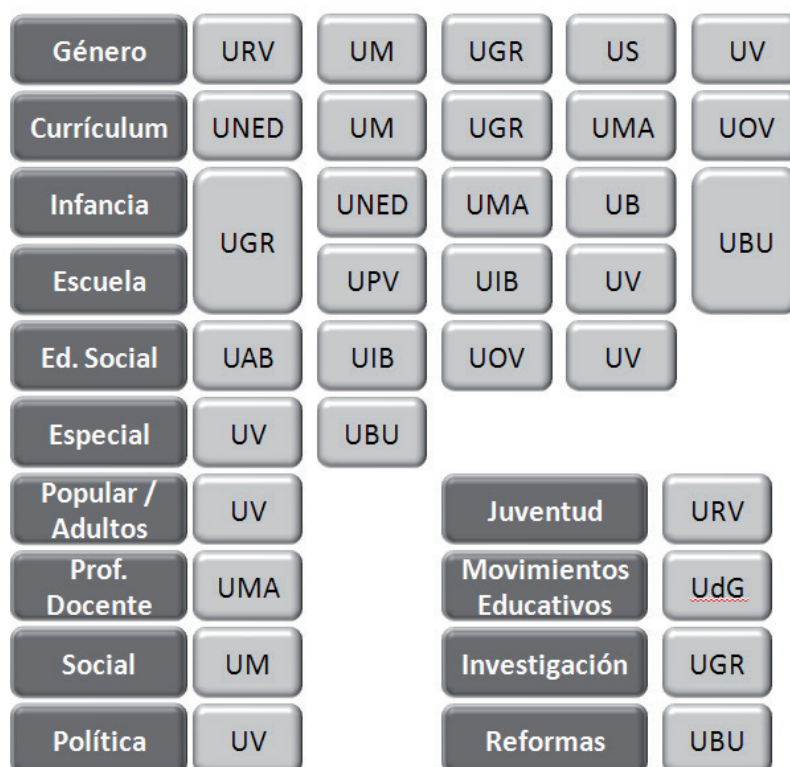 Género URV UM UGR US UV
Currículum UNED UM UGR UMA UOV
Infancia UGR UNED UMA UB UBU
Escuela UPV UIB UV
Ed. Social UAB UIB UOV UV
Especial UV UBU
Popular /
Adultos UV
Juventud URV
Prof.
Docente UMA
Movimientos
Educativos UdG
Social UM
Investigación UGR
Política UV
Reformas UBU